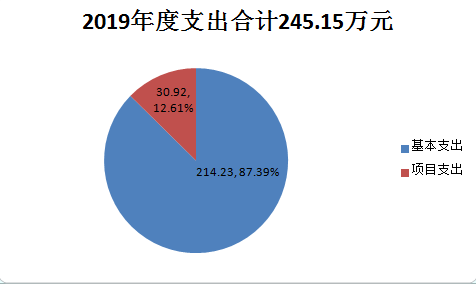 2019年度支出合计245.15万元
30.92,
12.61%
214.23, 87.39%
基本支出
项目支出